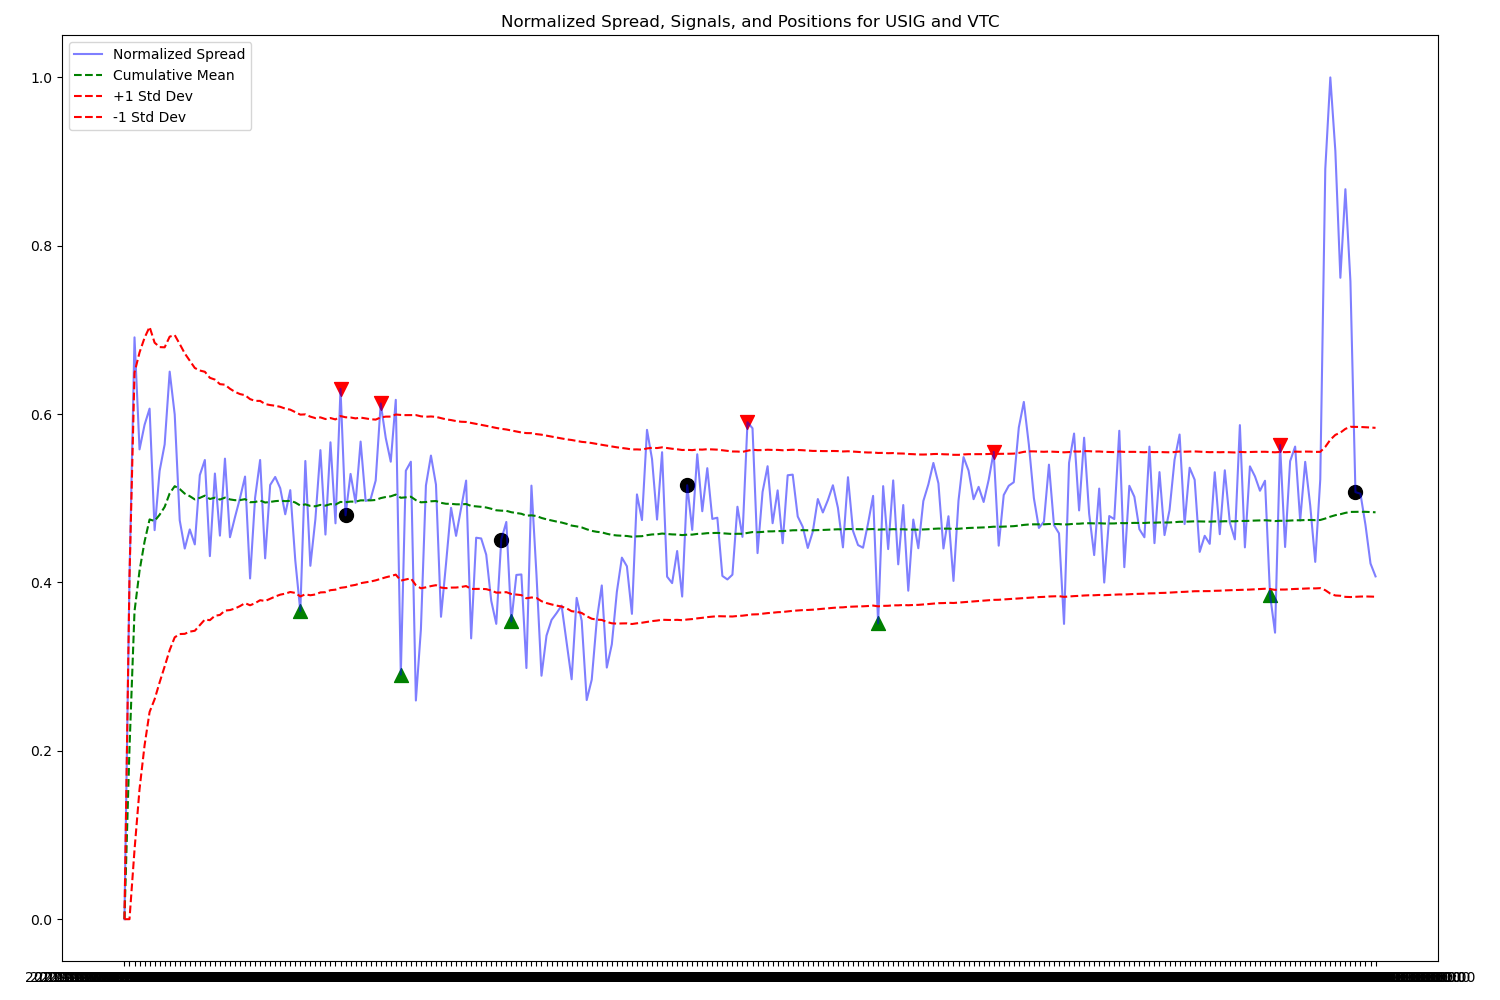 Normalized Spread, Signals, and Positions for USIG and VTC
Normalized Spread
Cumulative Mean
+1 Std Dev
-1 Std Dev
1.0
0.8
0.6
0.4
0.2
0.0